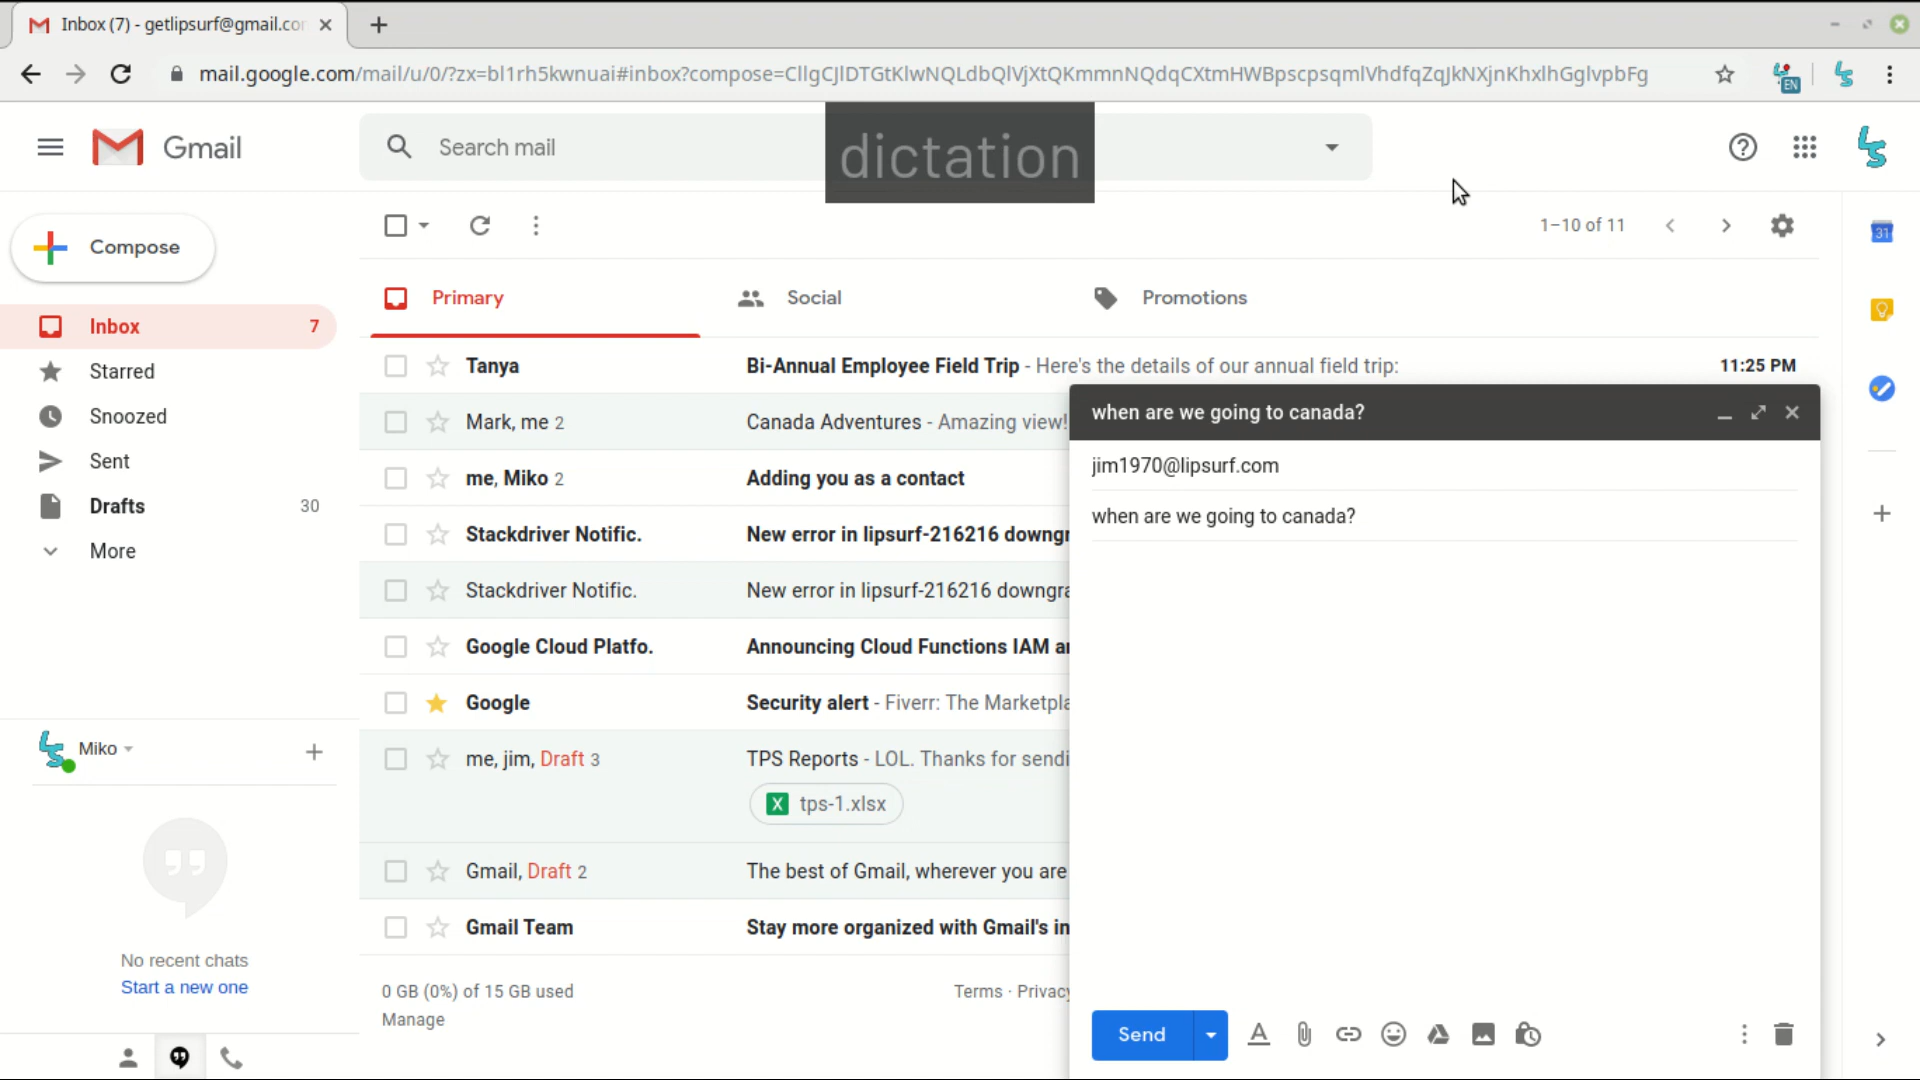 Inbox (7) - getlipsurf@gmail.co
mail.google.com/mail/u/0/?zx=bl1rh5kwnuai#inbox?compose=CllgCJlDTGtKlwNQLdbQlVjXtQKmmnNQdqCXtmHWBpscpsqmlVhdfqZqJkNXjnKhxlhGglvpbFg
EN
Gmail
Search mail
dictation
Compose
1–10 of 11
31
Primary
Social
Promotions
Inbox 7
Starred
Snoozed
Sent
Drafts 30
More
Tanya Bi-Annual Employee Field Trip - Here's the details of our annual field trip: 11:25 PM
Mark, me 2 Canada Adventures - Amazing view!
me, Miko 2 Adding you as a contact
Stackdriver Notific. New error in lipsurf-216216 downgr
Stackdriver Notific. New error in lipsurf-216216 downgra
Google Cloud Platfo. Announcing Cloud Functions IAM a
Google Security alert - Fiverr: The Marketpla
me, jim, Draft 3 TPS Reports - LOL. Thanks for sendi
X tps-1.xlsx
Gmail, Draft 2 The best of Gmail, wherever you are
Gmail Team Stay more organized with Gmail's in
when are we going to canada?
jim1970@lipsurf.com
when are we going to canada?
Miko
No recent chats
Start a new one
0 GB (0%) of 15 GB used
Manage
Terms · Privacy
Send